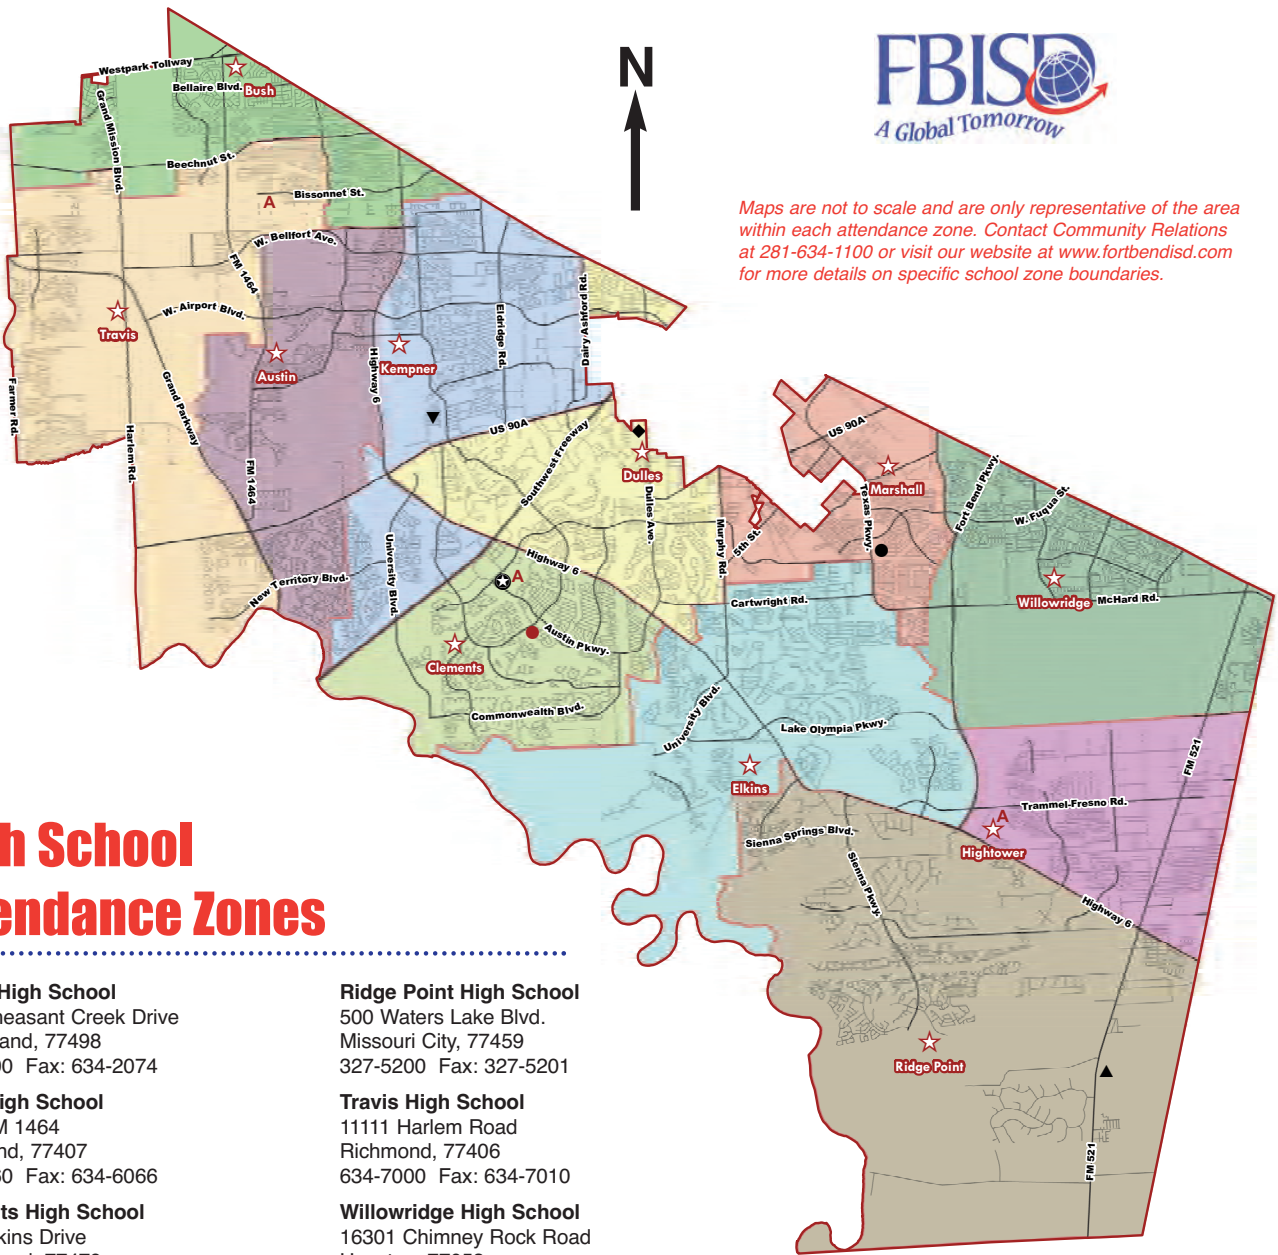 N
FBISD
A Global Tomorrow
Maps are not to scale and are only representative of the area
within each attendance zone. Contact Community Relations
at 281-634-1100 or visit our website at www.fortbendisd.com
for more details on specific school zone boundaries.
Westpark Tollway
Bellaire Blvd.
Bush
Grand Mission Blvd.
Beechnut St.
Bissonnet St.
A
W. Bellfort Ave.
FM 1464
W. Airport Blvd.
Travis
Austin
Highway 6
Kempner
Eldridge Rd.
Dairy Ashford Rd.
Farmer Rd.
Grand Parkway
Harlem Rd.
FM 1464
US 90A
Southwest Freeway
Dulles
Dulles Ave.
US 90A
Marshall
Texas Pkwy.
Fort Bend Pkwy.
W. Fuqua St.
Murphy Rd.
5th St.
University Blvd.
Highway 6
A
New Territory Blvd.
Cartwright Rd.
Willowridge
McHard Rd.
Austin Pkwy.
Clements
Commonwealth Blvd.
University Blvd.
Lake Olympia Pkwy.
FM 521
Elkins
Trammel-Fresno Rd.
A
Hightower
Sienna Springs Blvd.
Sienna Pkwy.
Highway 6
Ridge Point
FM 521
h School
endance Zones
High School
heasant Creek Drive
and, 77498
0 Fax: 634-2074
igh School
M 1464
nd, 77407
60 Fax: 634-6066
ts High School
kins Drive
Ridge Point High School
500 Waters Lake Blvd.
Missouri City, 77459
327-5200 Fax: 327-5201
Travis High School
11111 Harlem Road
Richmond, 77406
634-7000 Fax: 634-7010
Willowridge High School
16301 Chimney Rock Road